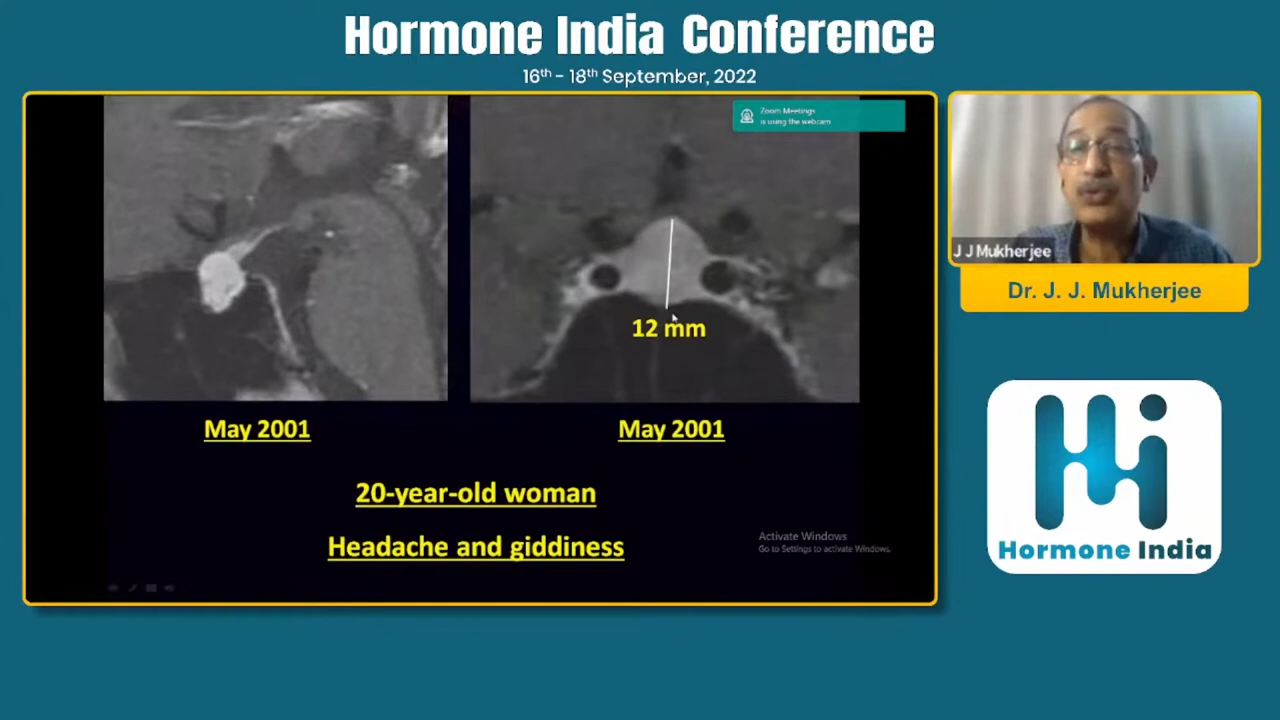 Hormone India Conference
16th - 18th September, 2022
Zoom Meetings
is using the webcam
12 mm
May 2001
May 2001
20-year-old woman
Headache and giddiness
Activate Windows
Go to Settings to activate Windows.
J J Mukherjee
Dr. J. J. Mukherjee
Hi
Hormone India